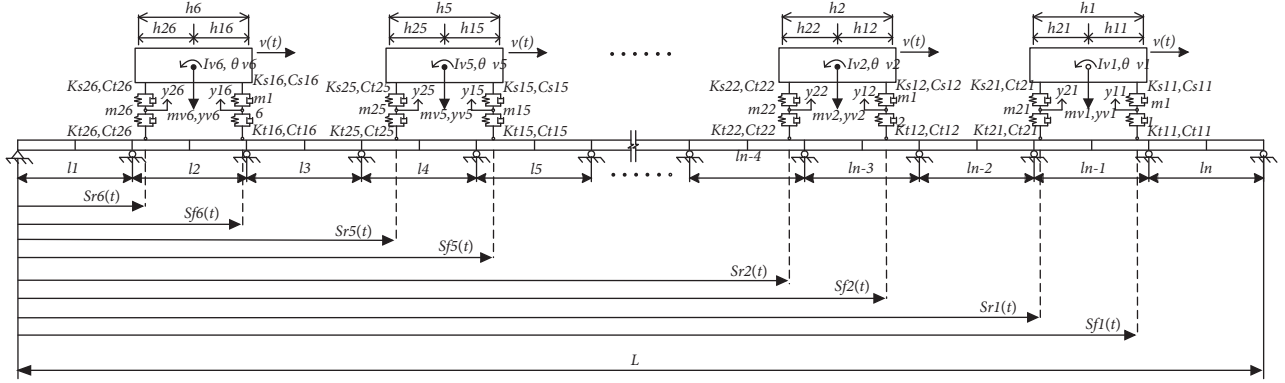 h6 h5 h2 h1
h26 h16 h25 h15 h22 h12 h21 h11
v(t) v(t) v(t) v(t)
Iv6, θ v6 Iv5,θ v5 Iv2,θ v2 Iv1,θ v1
Ks26,Ct26 Ks16,Cs16 Ks25,Ct25 Ks15,Cs15 Ks22,Ct22 Ks12,Cs12 Ks21,Ct21 Ks11,Cs11
y26 y16 y25 y15 y22 y12 y21 y11
m26 mv6,yv6 m1 6 m25 mv5,yv5 m15 m22 mv2,yv2 m1 2 m21 mv1,yv1 m1 1
Kt26,Ct26 Kt16,Ct16 Kt25,Ct25 Kt15,Ct15 Kt22,Ct22 Kt12,Ct12 Kt21,Ct21 Kt11,Ct11
l1 l2 l3 l4 l5 ln-4 ln-3 ln-2 ln-1 ln
Sr6(t)
Sf6(t)
Sr5(t)
Sf5(t)
Sr2(t)
Sf2(t)
Sr1(t)
Sf1(t)
L